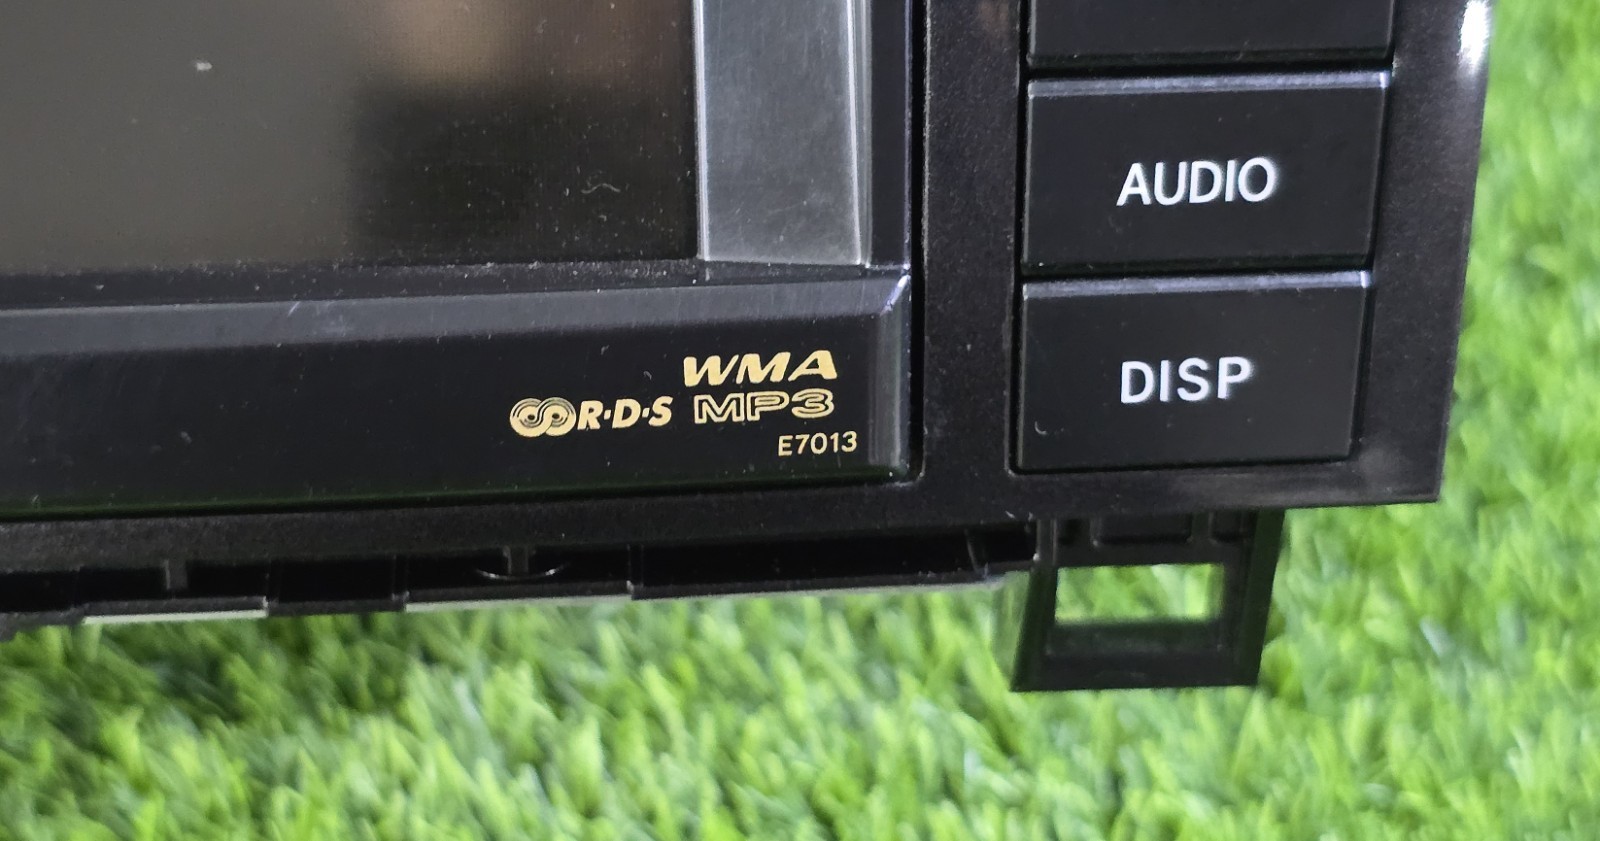 AUDIO
DISP
WMA
R·D·S MP3
E7013